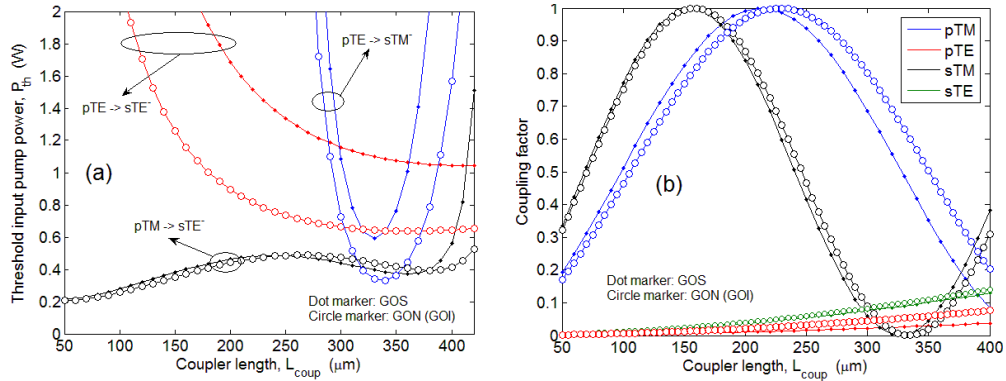 Threshold input pump power, P_th (W)
2
1.8
1.6
1.4
1.2
1
0.8
0.6
0.4
0.2
0
pTE -> sTE⁻
pTE -> sTM⁻
(a)
pTM -> sTE⁻
Dot marker: GOS
Circle marker: GON (GOI)
50 100 150 200 250 300 350 400
Coupler length, L_coup (μm)
Coupling factor
1
0.9
0.8
0.7
0.6
0.5
0.4
0.3
0.2
0.1
0
pTM
pTE
sTM
sTE
(b)
Dot marker: GOS
Circle marker: GON (GOI)
50 100 150 200 250 300 350 400
Coupler length, L_coup (μm)